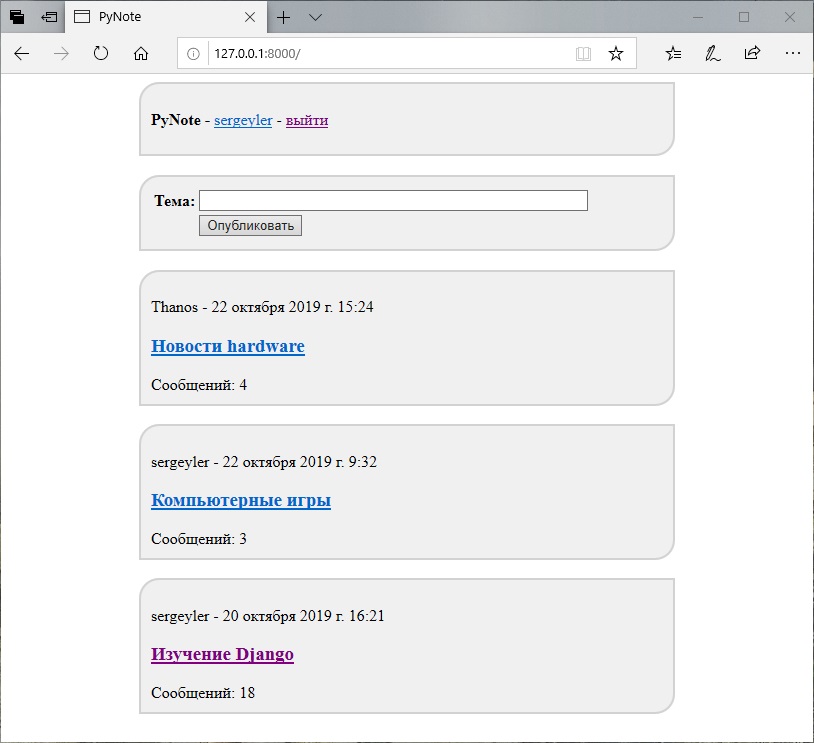 PyNote
127.0.0.1:8000/
PyNote - sergeyler - выйти
Тема:
Опубликовать
Thanos - 22 октября 2019 г. 15:24
Новости hardware
Сообщений: 4
sergeyler - 22 октября 2019 г. 9:32
Компьютерные игры
Сообщений: 3
sergeyler - 20 октября 2019 г. 16:21
Изучение Django
Сообщений: 18